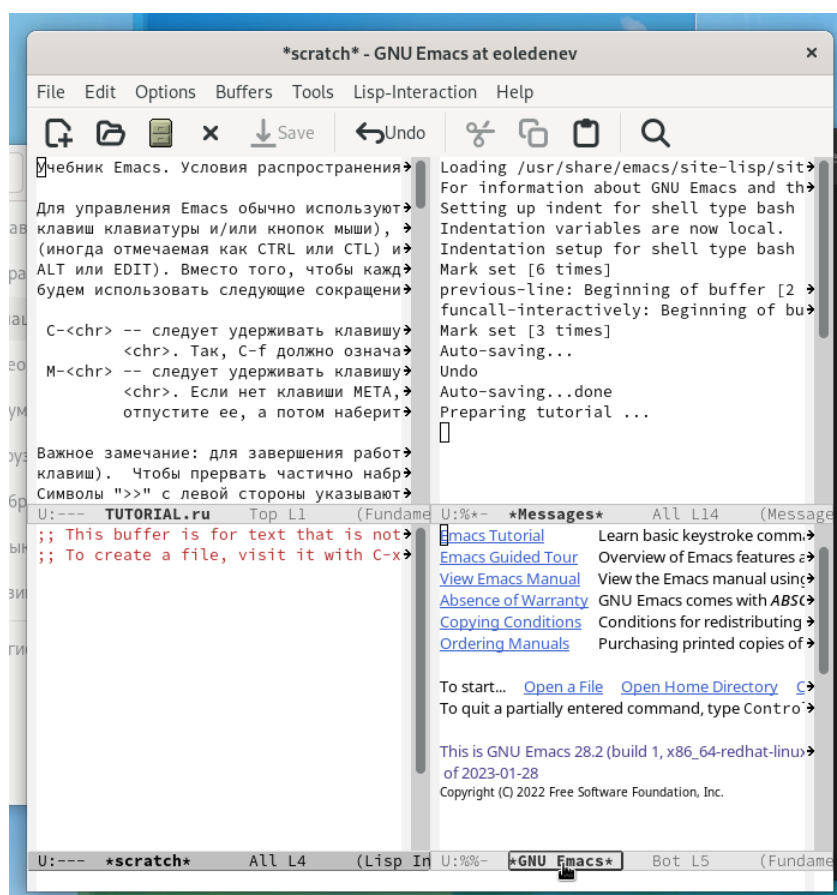 *scratch* - GNU Emacs at eoledenev
File Edit Options Buffers Tools Lisp-Interaction Help
Save Undo
Учебник Emacs. Условия распространения
Для управления Emacs обычно используют
клавиш клавиатуры и/или кнопок мыши),
(иногда отмечаемая как CTRL или CTL) и
ALT или EDIT). Вместо того, чтобы кажд
будем использовать следующие сокращени
C-<chr> -- следует удерживать клавишу
<chr>. Так, C-f должно означа
M-<chr> -- следует удерживать клавишу
<chr>. Если нет клавиши META,
отпустите ее, а потом наберит
Важное замечание: для завершения работ
клавиш). Чтобы прервать частично набр
Символы ">>" с левой стороны указывают
U:--- TUTORIAL.ru Top L1 (Fundame
Loading /usr/share/emacs/site-lisp/sit
For information about GNU Emacs and th
Setting up indent for shell type bash
Indentation variables are now local.
Indentation setup for shell type bash
Mark set [6 times]
previous-line: Beginning of buffer [2
funcall-interactively: Beginning of bu
Mark set [3 times]
Auto-saving...
Undo
Auto-saving...done
Preparing tutorial ...
U:%*- *Messages* All L14 (Message
;; This buffer is for text that is not
;; To create a file, visit it with C-x
U:--- *scratch* All L4 (Lisp In
Emacs Tutorial Learn basic keystroke comma
Emacs Guided Tour Overview of Emacs features a
View Emacs Manual View the Emacs manual using
Absence of Warranty GNU Emacs comes with ABSO
Copying Conditions Conditions for redistributing
Ordering Manuals Purchasing printed copies of
To start... Open a File Open Home Directory C
To quit a partially entered command, type Contro
This is GNU Emacs 28.2 (build 1, x86_64-redhat-linux
of 2023-01-28
Copyright (C) 2022 Free Software Foundation, Inc.
U:%%- *GNU Emacs* Bot L5 (Fundame